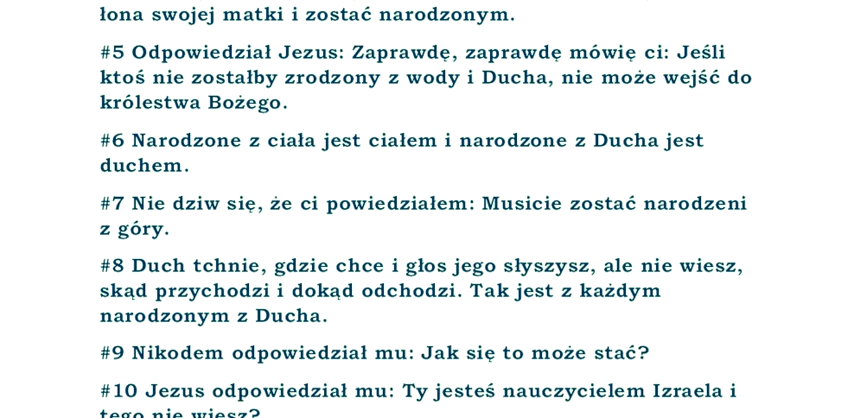 łona swojej matki i zostać narodzonym.
#5 Odpowiedział Jezus: Zaprawdę, zaprawdę mówię ci: Jeśli
ktoś nie zostałby zrodzony z wody i Ducha, nie może wejść do
królestwa Bożego.
#6 Narodzone z ciała jest ciałem i narodzone z Ducha jest
duchem.
#7 Nie dziw się, że ci powiedziałem: Musicie zostać narodzeni
z góry.
#8 Duch tchnie, gdzie chce i głos jego słyszysz, ale nie wiesz,
skąd przychodzi i dokąd odchodzi. Tak jest z każdym
narodzonym z Ducha.
#9 Nikodem odpowiedział mu: Jak się to może stać?
#10 Jezus odpowiedział mu: Ty jesteś nauczycielem Izraela i
tego nie wiesz?